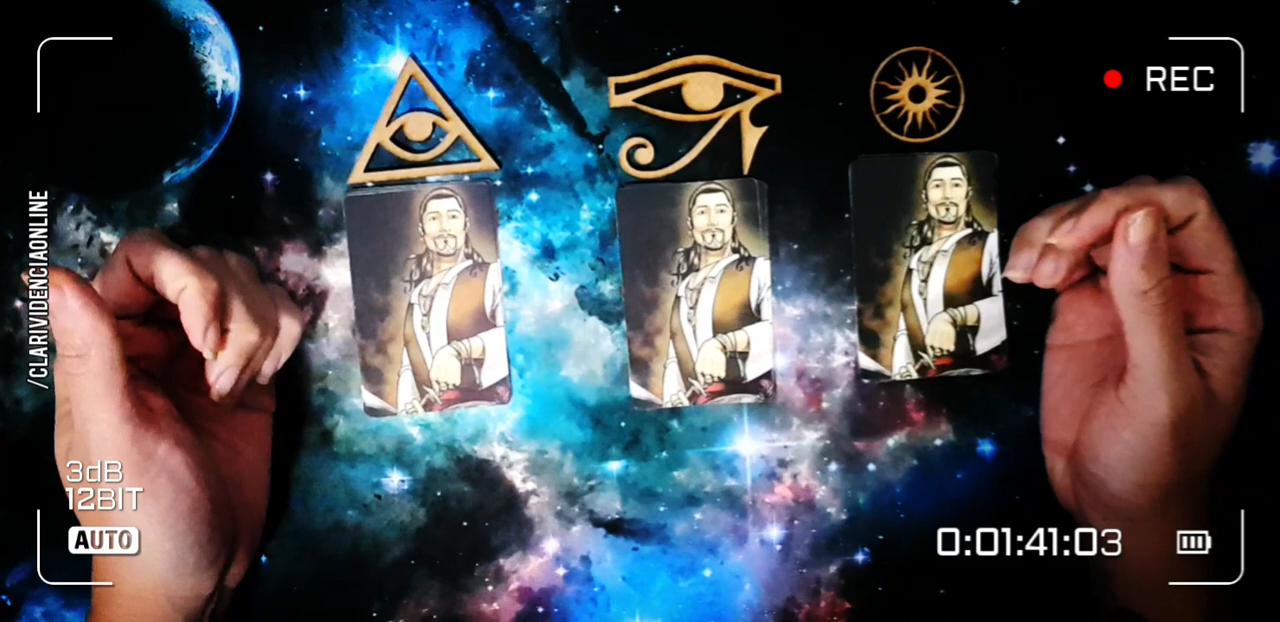 REC
/CLARIVIDENCIAONLINE
3dB
12BIT
AUTO
0:01:41:03